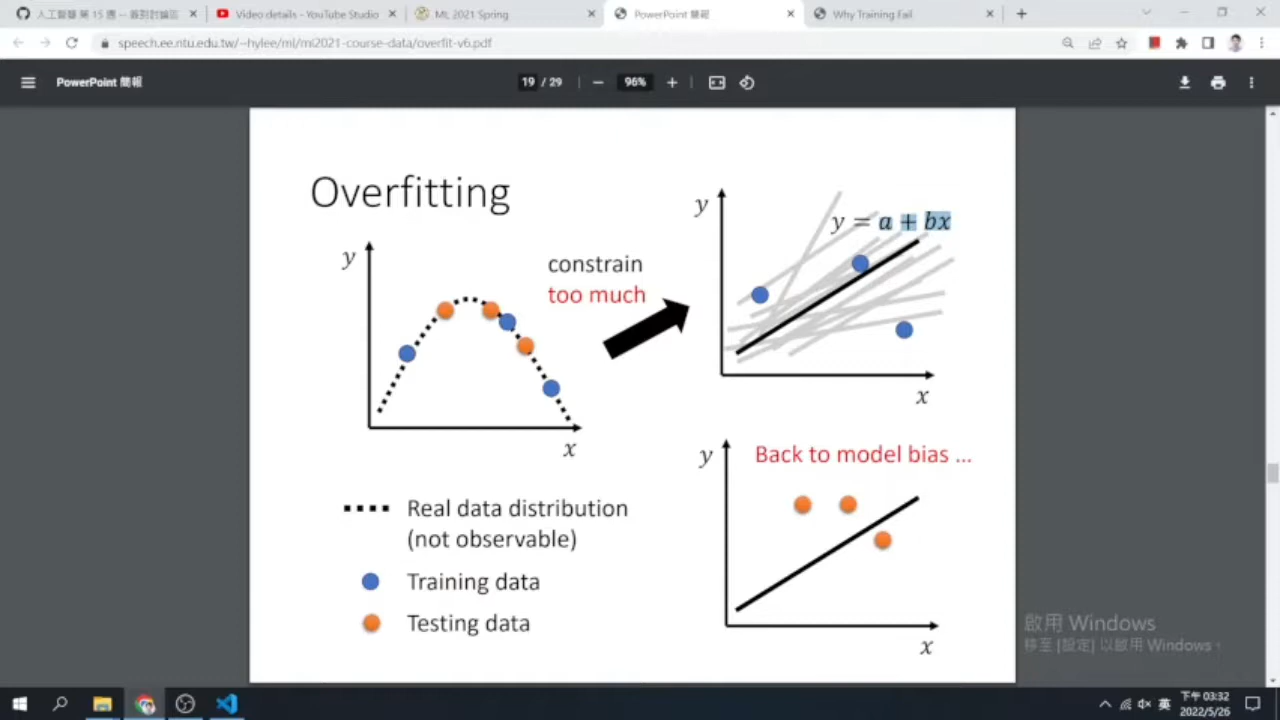 人工智慧 第 15 週 -- 簽到討論區
Video details - YouTube Studio
ML 2021 Spring
PowerPoint 簡報
Why Training Fail
speech.ee.ntu.edu.tw/~hylee/ml/ml2021-course-data/overfit-v6.pdf
PowerPoint 簡報
19 / 29
96%
Overfitting
y
x
constrain
too much
y
y = a + bx
x
Real data distribution
(not observable)
Training data
Testing data
y
Back to model bias ...
x
啟用 Windows
移至 [設定] 以啟用 Windows。
英
下午 03:32
2022/5/26